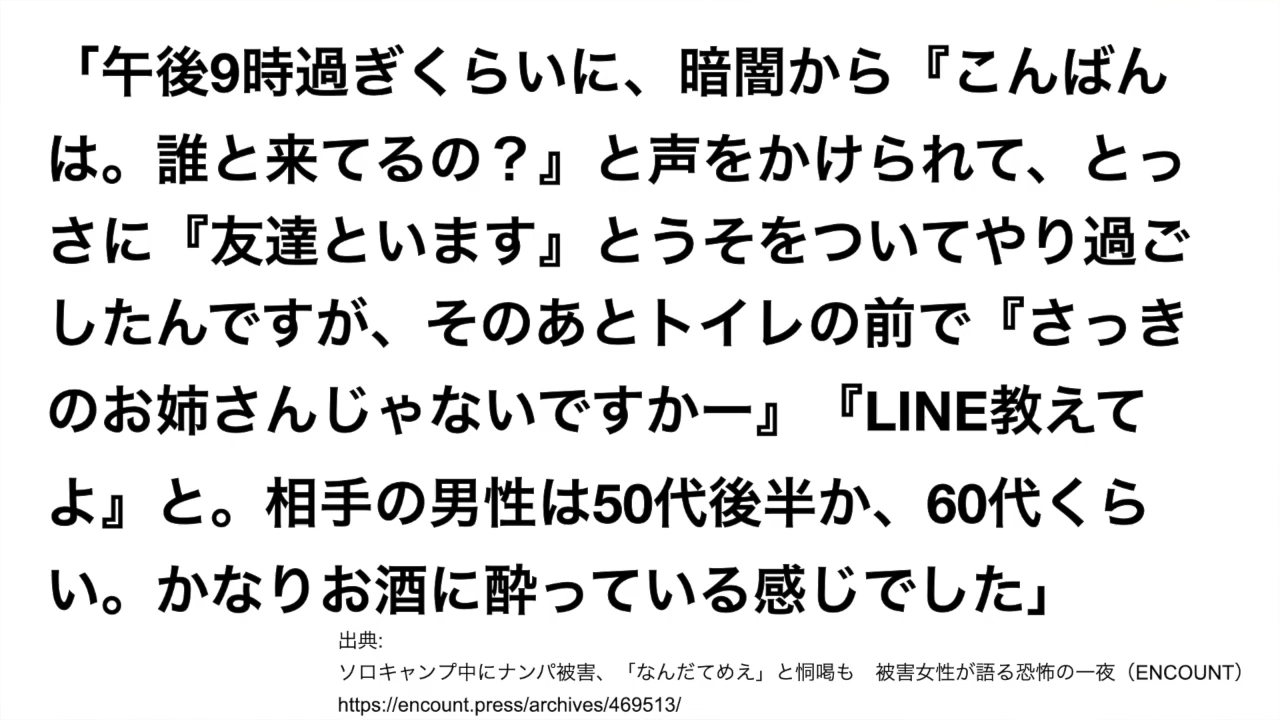 「午後9時過ぎくらいに、暗闇から『こんばん
は。誰と来てるの？』と声をかけられて、とっ
さに『友達といます』とうそをついてやり過ご
したんですが、そのあとトイレの前で『さっき
のお姉さんじゃないですかー』『LINE教えて
よ』と。相手の男性は50代後半か、60代くら
い。かなりお酒に酔っている感じでした」
出典:
ソロキャンプ中にナンパ被害、「なんだてめえ」と恫喝も　被害女性が語る恐怖の一夜（ENCOUNT）
https://encount.press/archives/469513/